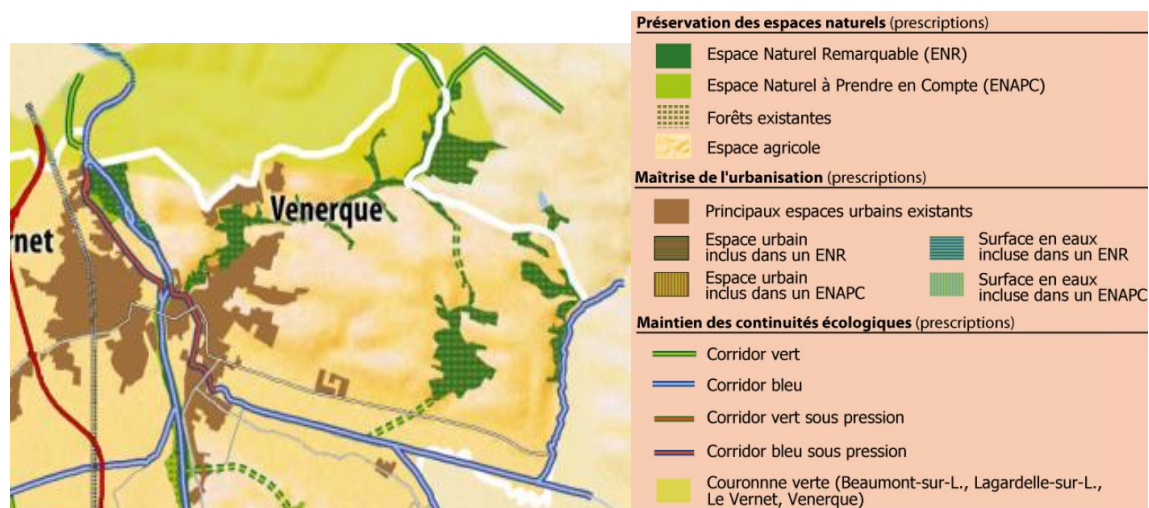 Venerque
net
Préservation des espaces naturels (prescriptions)
Espace Naturel Remarquable (ENR)
Espace Naturel à Prendre en Compte (ENAPC)
Forêts existantes
Espace agricole
Maîtrise de l'urbanisation (prescriptions)
Principaux espaces urbains existants
Espace urbain
inclus dans un ENR
Surface en eaux
incluse dans un ENR
Espace urbain
inclus dans un ENAPC
Surface en eaux
incluse dans un ENAPC
Maintien des continuités écologiques (prescriptions)
Corridor vert
Corridor bleu
Corridor vert sous pression
Corridor bleu sous pression
Couronnne verte (Beaumont-sur-L., Lagardelle-sur-L.,
Le Vernet, Venerque)